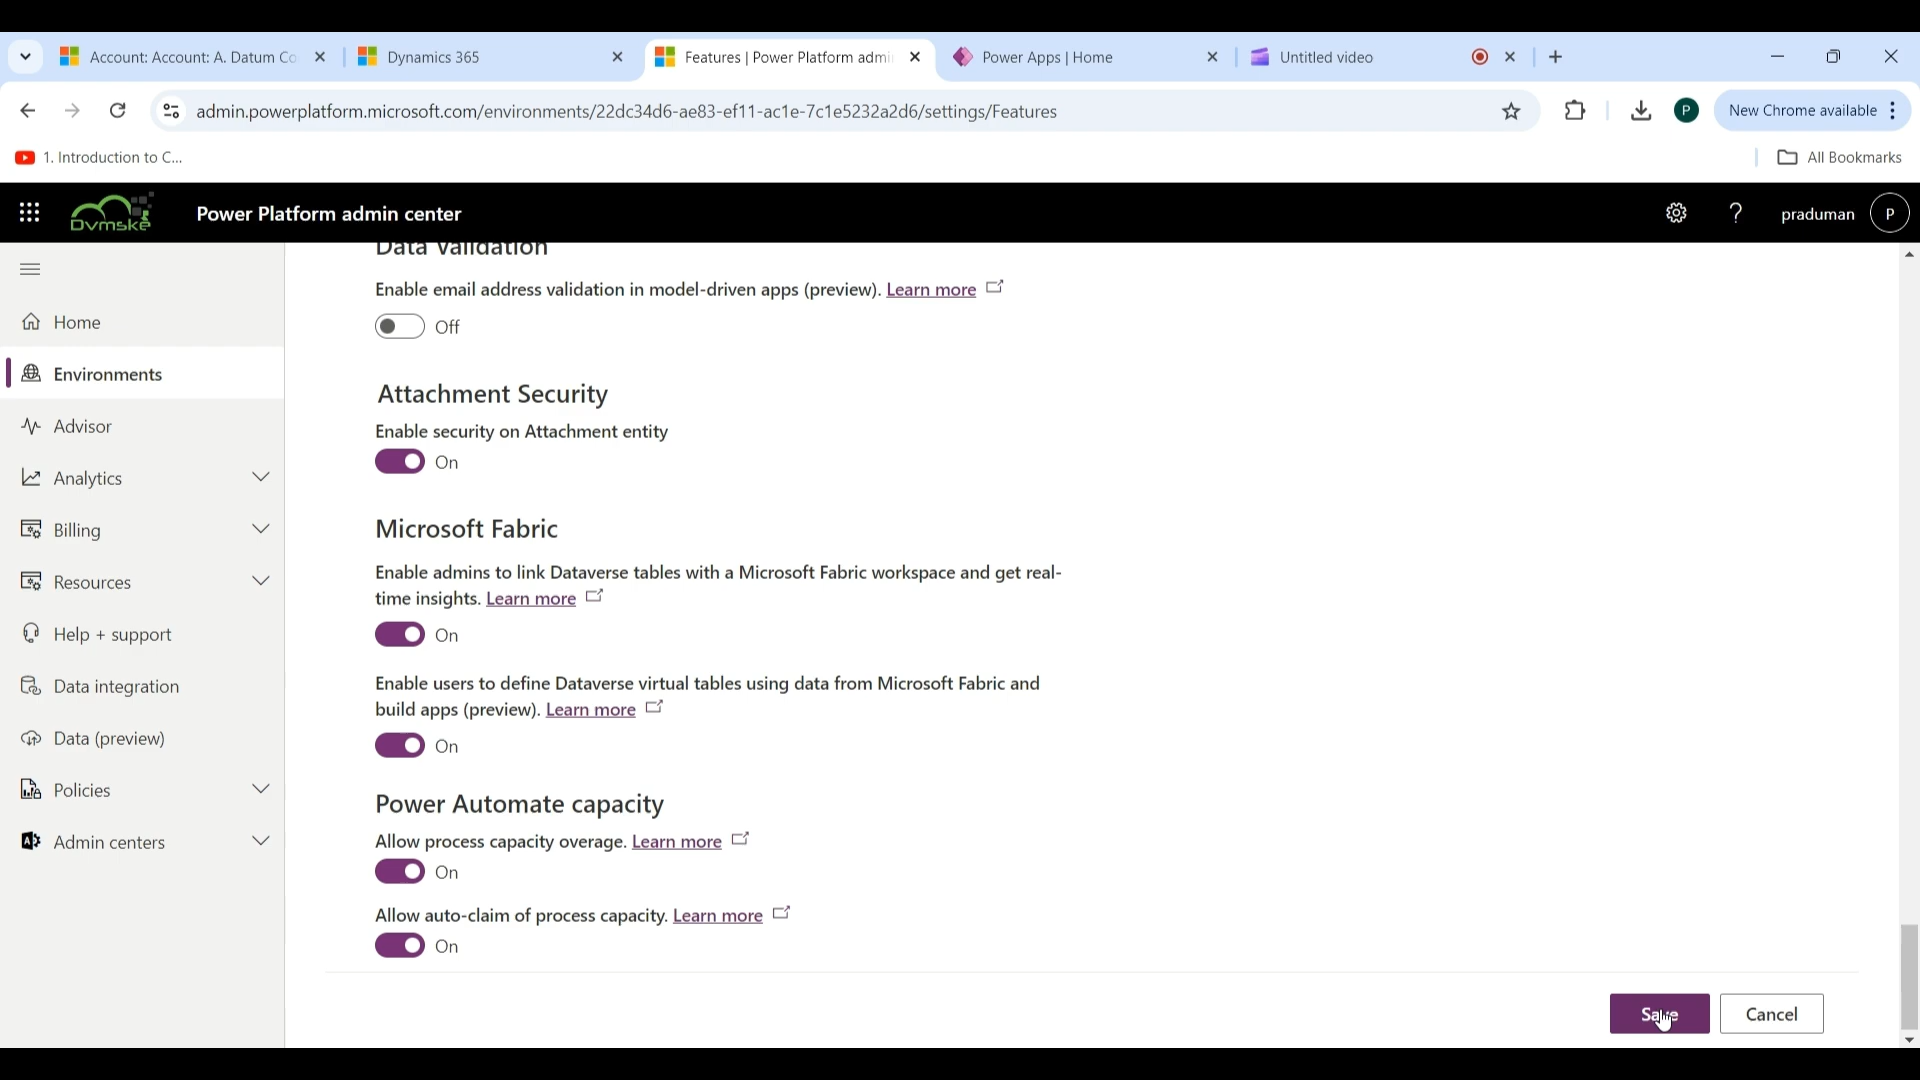 Account: Account: A. Datum Co
Dynamics 365
Features | Power Platform admi
Power Apps | Home
Untitled video
admin.powerplatform.microsoft.com/environments/22dc34d6-ae83-ef11-ac1e-7c1e5232a2d6/settings/Features
P
New Chrome available
1. Introduction to C...
All Bookmarks
Dvmske
Power Platform admin center
praduman
P
Home
Environments
Advisor
Analytics
Billing
Resources
Help + support
Data integration
Data (preview)
Policies
Admin centers
Data Validation
Enable email address validation in model-driven apps (preview). Learn more
Off
Attachment Security
Enable security on Attachment entity
On
Microsoft Fabric
Enable admins to link Dataverse tables with a Microsoft Fabric workspace and get real-
time insights. Learn more
On
Enable users to define Dataverse virtual tables using data from Microsoft Fabric and
build apps (preview). Learn more
On
Power Automate capacity
Allow process capacity overage. Learn more
On
Allow auto-claim of process capacity. Learn more
On
Save
Cancel